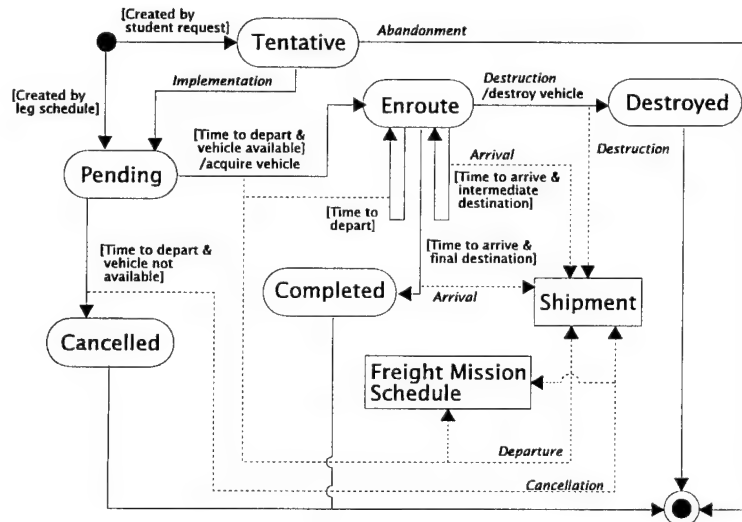 [Created by
student request]
Tentative
Abandonment
Implementation
[Created by
leg schedule]
Enroute
Destruction
/destroy vehicle
Destroyed
[Time to depart &
vehicle available]
/acquire vehicle
Pending
Arrival
Destruction
[Time to arrive &
intermediate
destination]
[Time to
depart]
[Time to depart &
vehicle not
available]
[Time to arrive &
final destination]
Completed
Arrival
Shipment
Cancelled
Freight Mission
Schedule
Departure
Cancellation